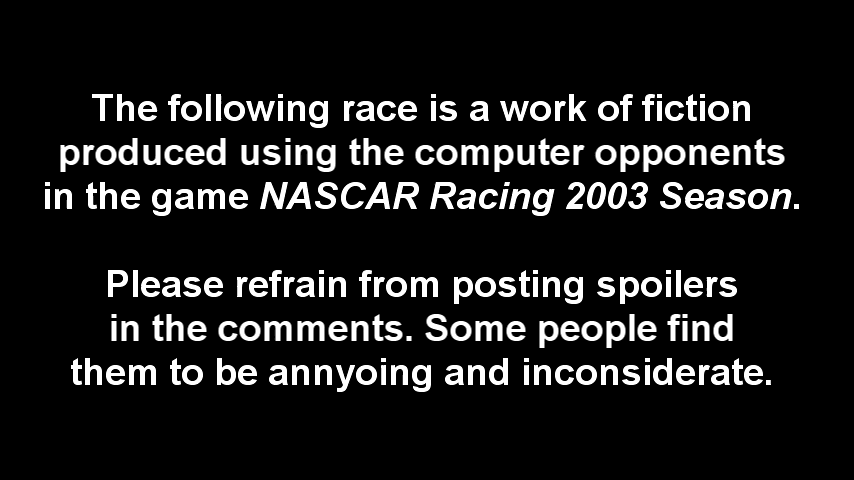 The following race is a work of fiction
produced using the computer opponents
in the game NASCAR Racing 2003 Season.
Please refrain from posting spoilers
in the comments. Some people find
them to be annyoing and inconsiderate.